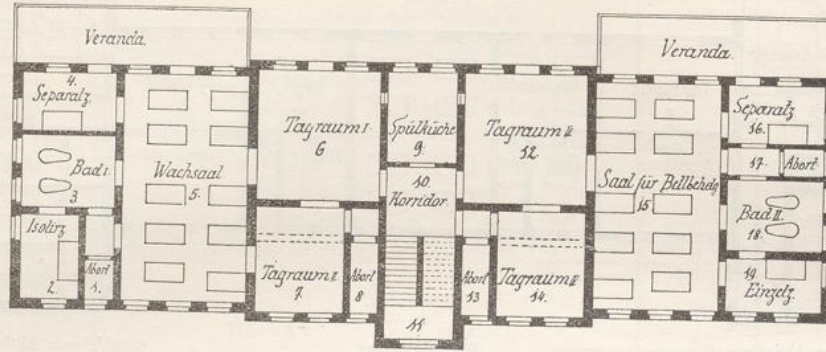 Veranda.
Veranda.
4.
Separatz.
Bad I.
3
Isolirz.
2.
Abort
1.
Wachsaal
5.
Tagraum I.
6
Tagraum II.
7.
Abort
8
Spülküche
9.
10.
Korridor.
11
Tagraum III
12.
Abort
13
Tagraum IV
14.
Saal für Bettbehdg
15
Separatz
16.
17.
Abort
Bad II.
18.
19.
Einzelz.